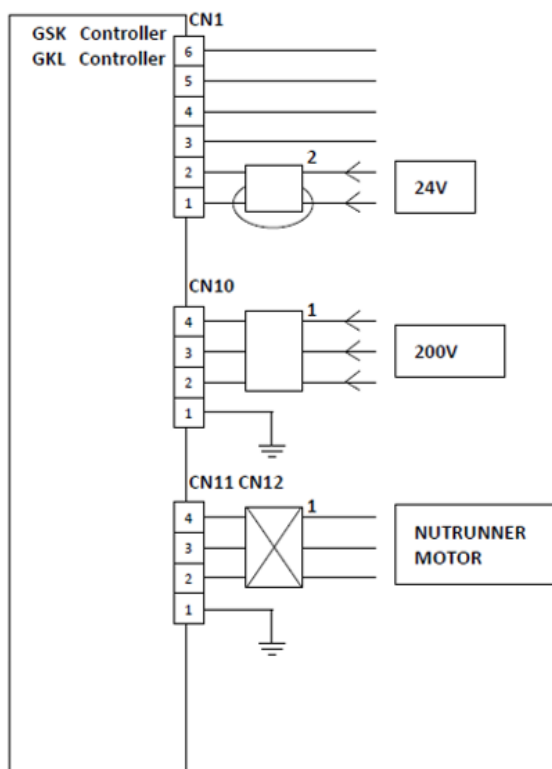 CN1
GSK Controller
GKL Controller
6
5
4
3
2
1
2
24V
CN10
4
3
2
1
1
200V
CN11 CN12
4
3
2
1
1
NUTRUNNER
MOTOR